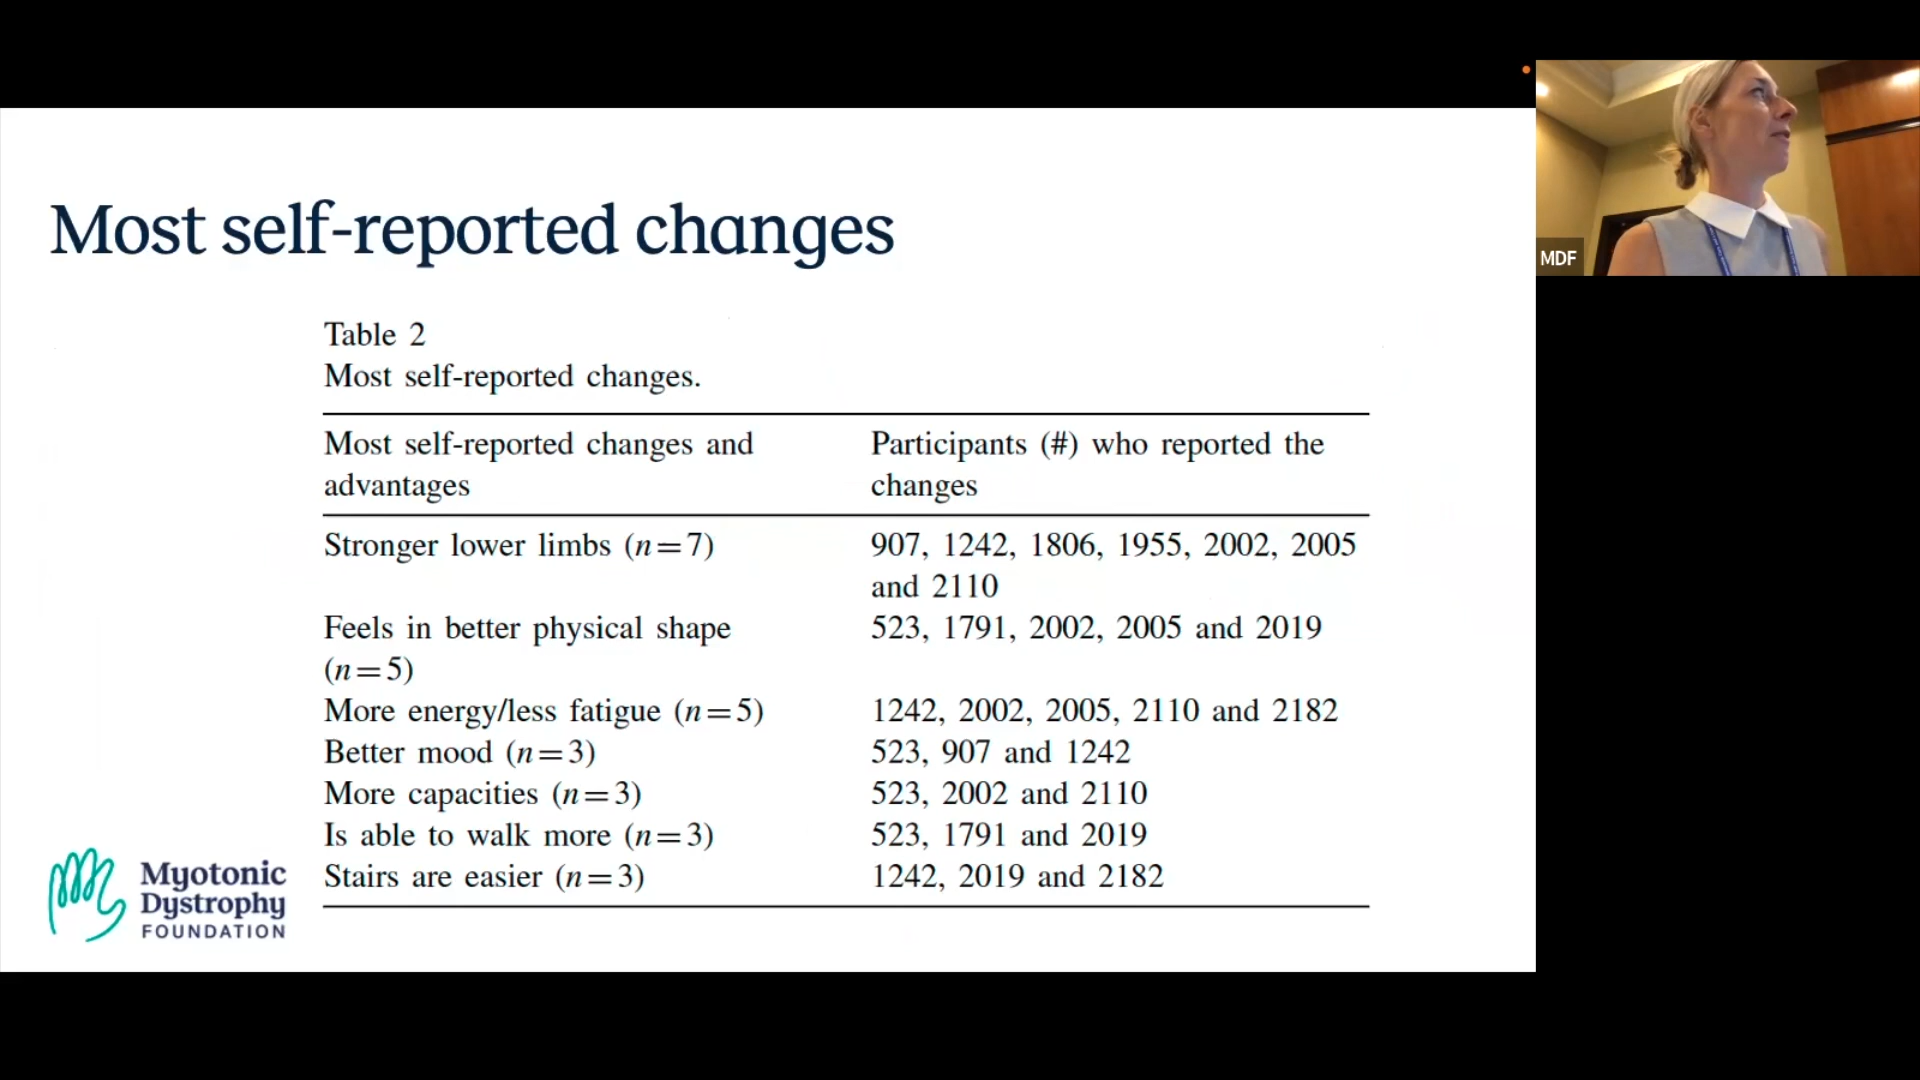 Most self-reported changes
Table 2
Most self-reported changes.
Most self-reported changes and
advantages
Participants (#) who reported the
changes
Stronger lower limbs (n=7)
907, 1242, 1806, 1955, 2002, 2005
and 2110
Feels in better physical shape
(n=5)
523, 1791, 2002, 2005 and 2019
More energy/less fatigue (n=5)
1242, 2002, 2005, 2110 and 2182
Better mood (n=3)
523, 907 and 1242
More capacities (n=3)
523, 2002 and 2110
Is able to walk more (n=3)
523, 1791 and 2019
Stairs are easier (n=3)
1242, 2019 and 2182
Myotonic
Dystrophy
FOUNDATION
MDF